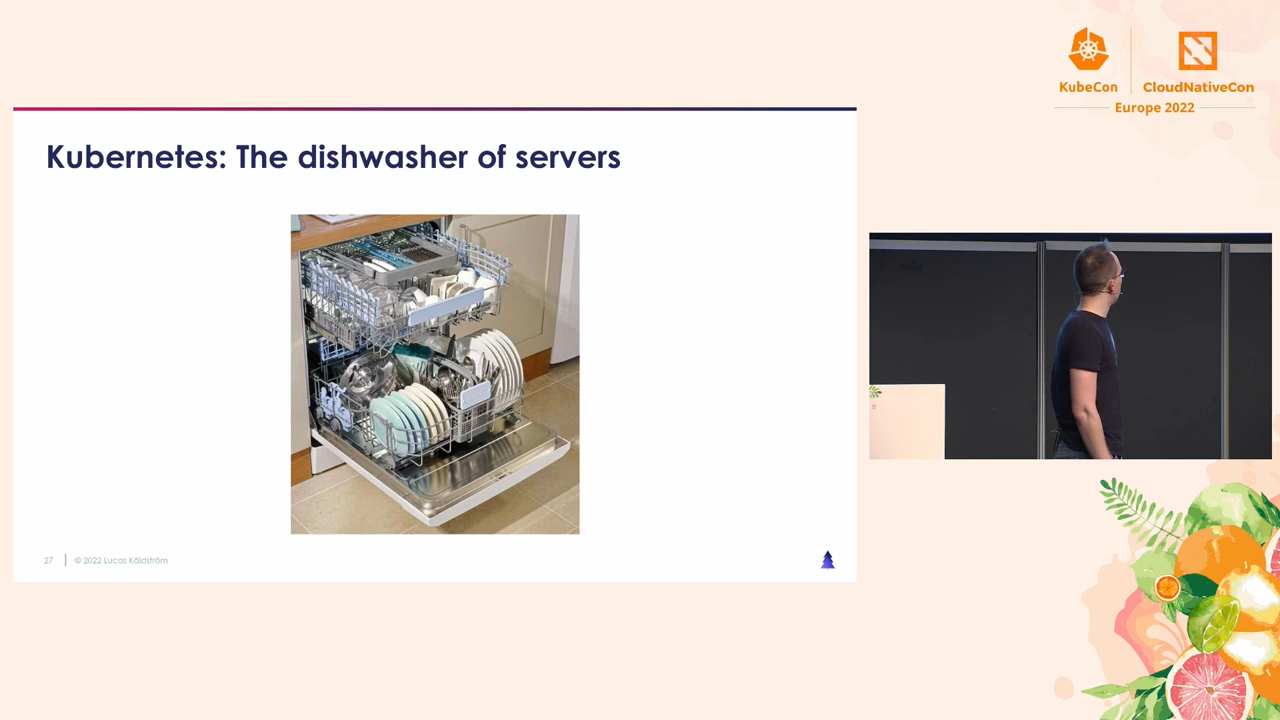 KubeCon
CloudNativeCon
Europe 2022
Kubernetes: The dishwasher of servers
27
© 2022 Lucas Käldström